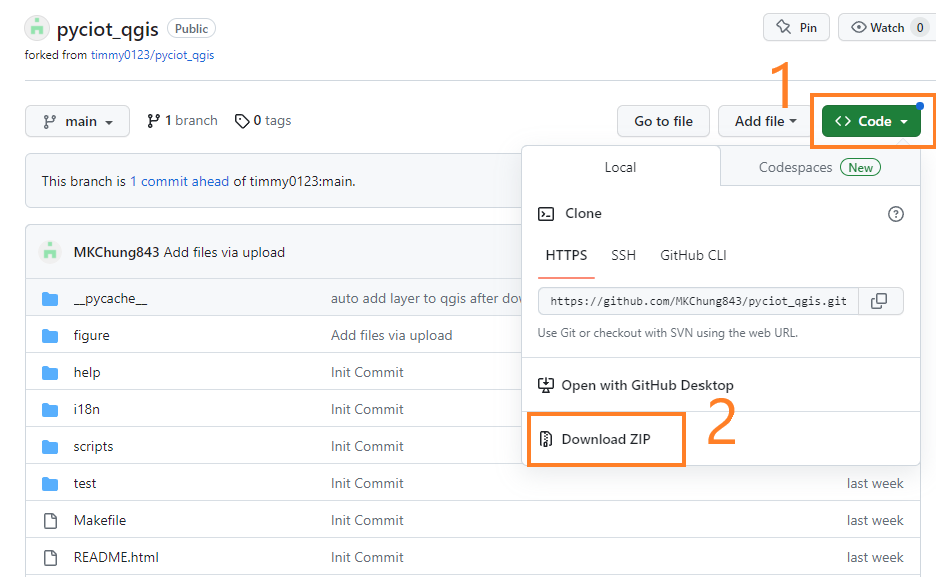 pyciot_qgis Public Pin Watch 0
forked from timmy0123/pyciot_qgis
1
main 1 branch 0 tags Go to file Add file <> Code
Local Codespaces New
This branch is 1 commit ahead of timmy0123:main.
Clone
MKChung843 Add files via upload
HTTPS SSH GitHub CLI
__pycache__ auto add layer to qgis after dow
https://github.com/MKChung843/pyciot_qgis.git
figure Add files via upload
Use Git or checkout with SVN using the web URL.
help Init Commit
Open with GitHub Desktop
i18n Init Commit
2
scripts Init Commit
Download ZIP
test Init Commit last week
Makefile Init Commit last week
README.html Init Commit last week